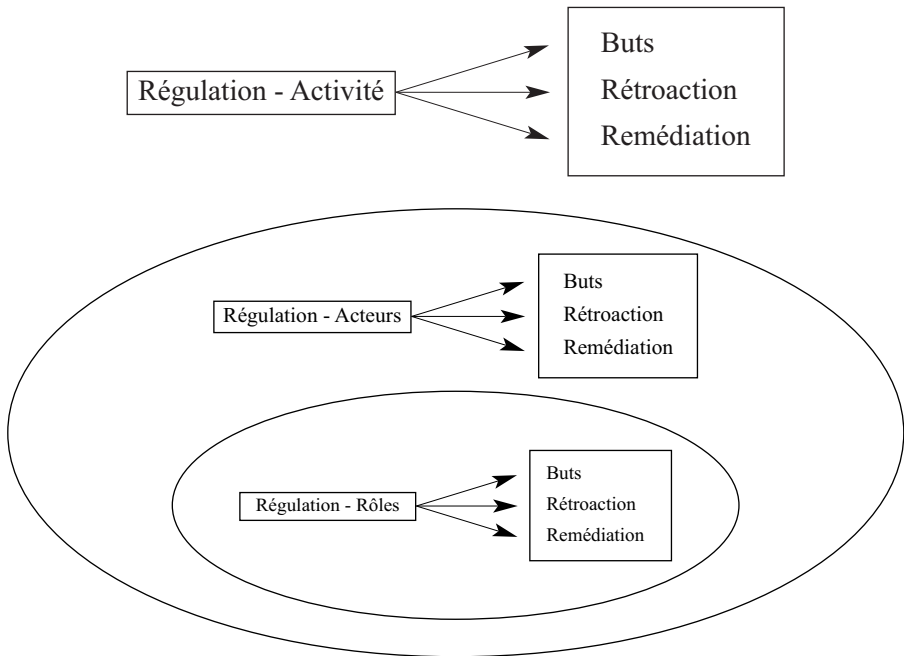 Régulation - Activité
Buts
Rétroaction
Remédiation
Régulation - Acteurs
Buts
Rétroaction
Remédiation
Régulation - Rôles
Buts
Rétroaction
Remédiation